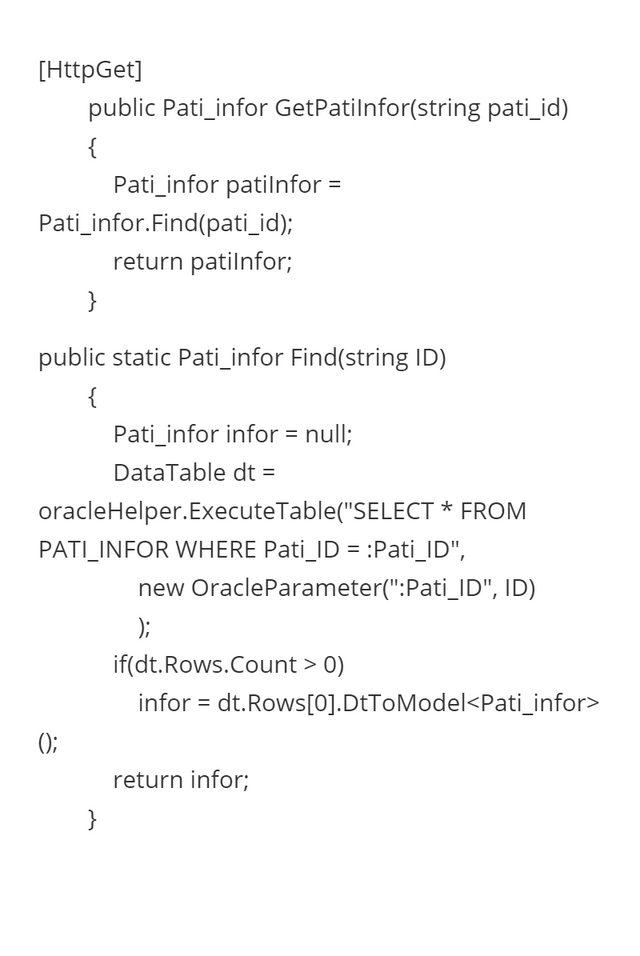 [HttpGet]
public Pati_infor GetPatiInfor(string pati_id)
{
Pati_infor patiInfor =
Pati_infor.Find(pati_id);
return patiInfor;
}
public static Pati_infor Find(string ID)
{
Pati_infor infor = null;
DataTable dt =
oracleHelper.ExecuteTable("SELECT * FROM
PATI_INFOR WHERE Pati_ID = :Pati_ID",
new OracleParameter(":Pati_ID", ID)
);
if(dt.Rows.Count > 0)
infor = dt.Rows[0].DtToModel<Pati_infor>
();
return infor;
}